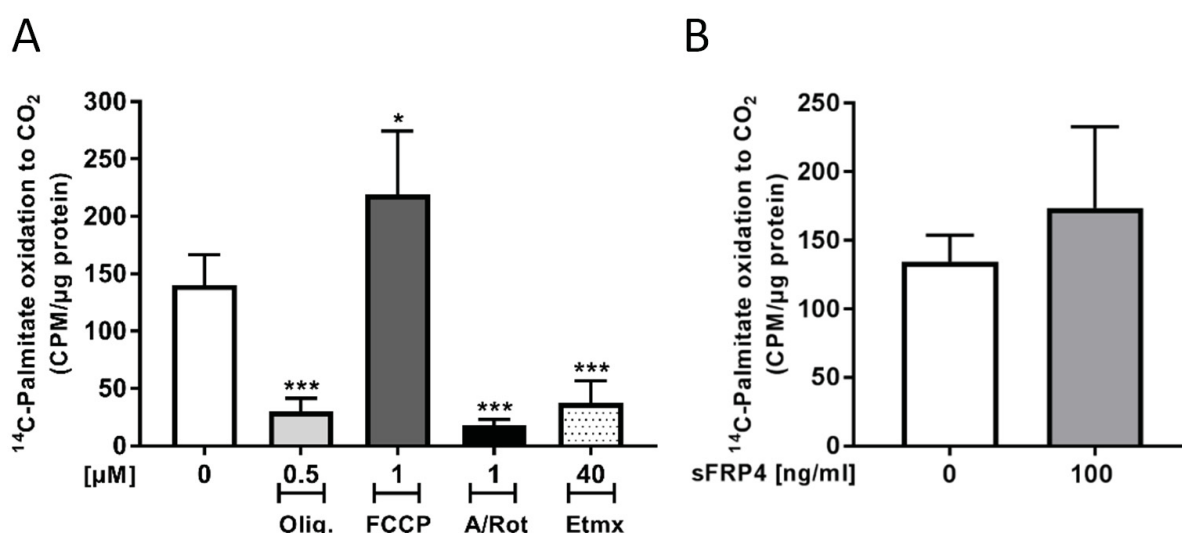 A
¹⁴C-Palmitate oxidation to CO₂
(CPM/µg protein)
300
250
200
150
100
50
0
***
*
***
***
[µM] 0 0.5 1 1 40
Olig. FCCP A/Rot Etmx
B
¹⁴C-Palmitate oxidation to CO₂
(CPM/µg protein)
250
200
150
100
50
0
sFRP4 [ng/ml] 0 100